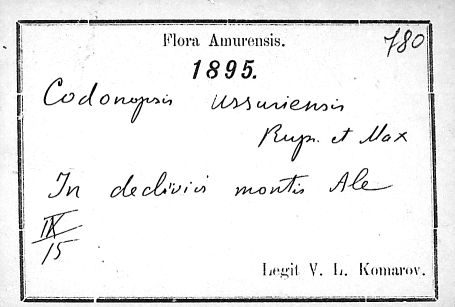 Flora Amurensis.
780
1895.
Codonopsis ussuriensis
Rupr. et Max
In declivis montis Ale
IX
15
Legit V. L. Komarov.